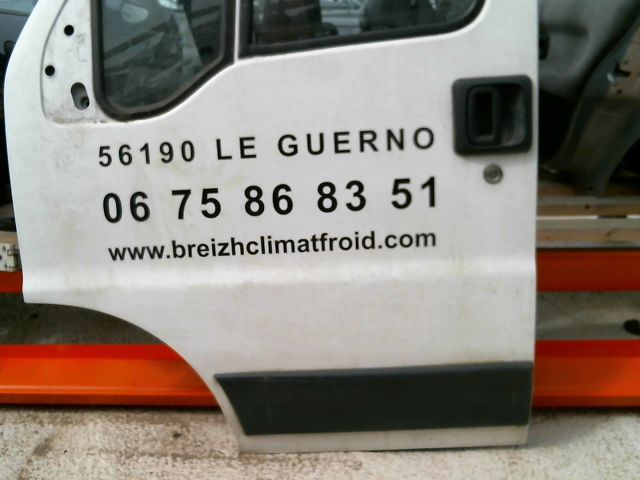 56190 LE GUERNO
06 75 86 83 51
www.breizhclimatfroid.com